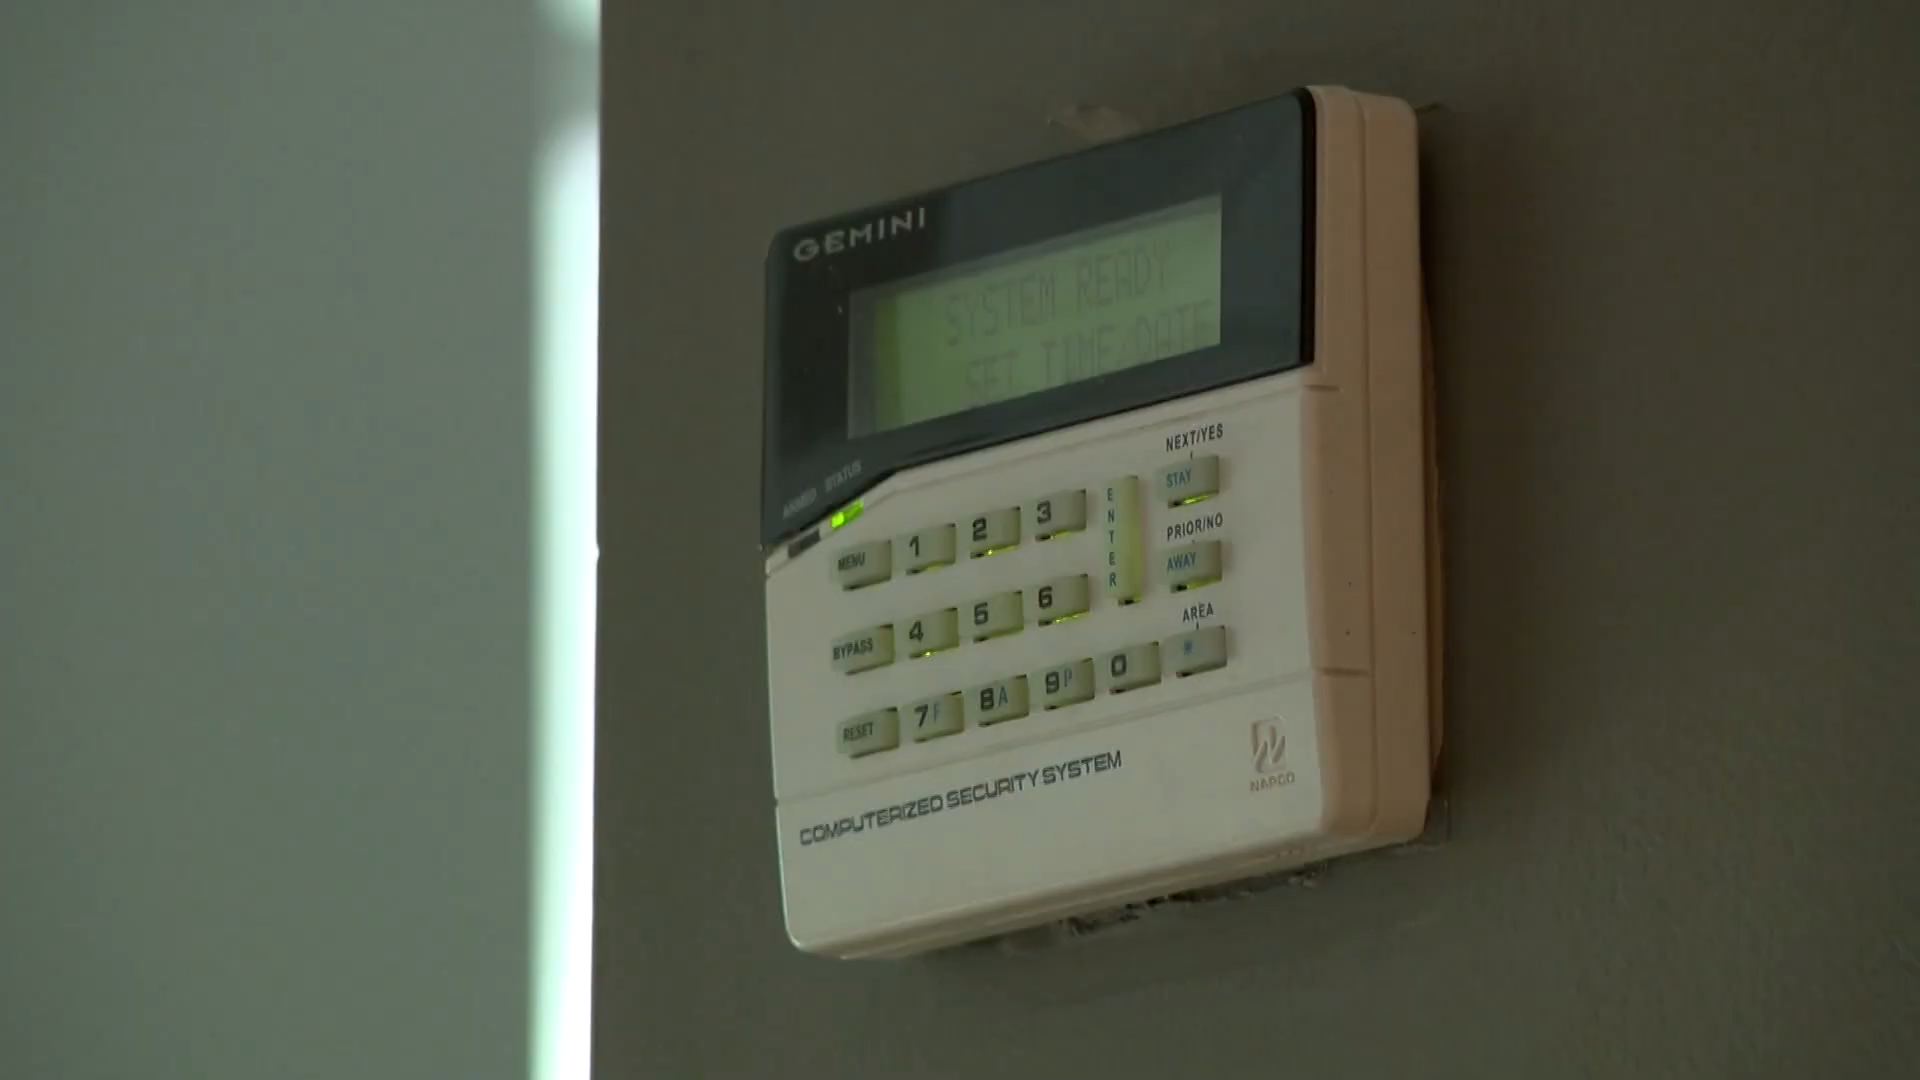 GEMINI
SYSTEM READY
SET TIME/DATE
ARMED STATUS
NEXT/YES
MENU 1 2 3 ENTER STAY
PRIOR/NO
AWAY
BYPASS 4 5 6
AREA
RESET 7F 8A 9P 0 *
COMPUTERIZED SECURITY SYSTEM
NAPCO